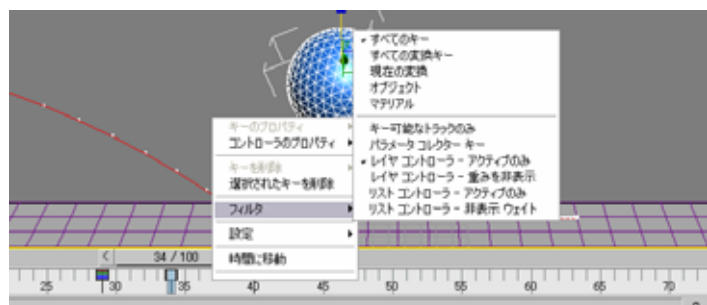 すべてのキー
すべての変換キー
現在の変換
オブジェクト
マテリアル
キー可能なトラックのみ
パラメータ コレクター キー
レイヤ コントローラ - アクティブのみ
レイヤ コントローラ - 重みを非表示
リスト コントローラ - アクティブのみ
リスト コントローラ - 非表示 ウェイト
キーのプロパティ
コントローラのプロパティ
キーを削除
選択されたキーを削除
フィルタ
設定
時間に移動
< 34 / 100
25 30 35 40 45 50 55 60 65 70